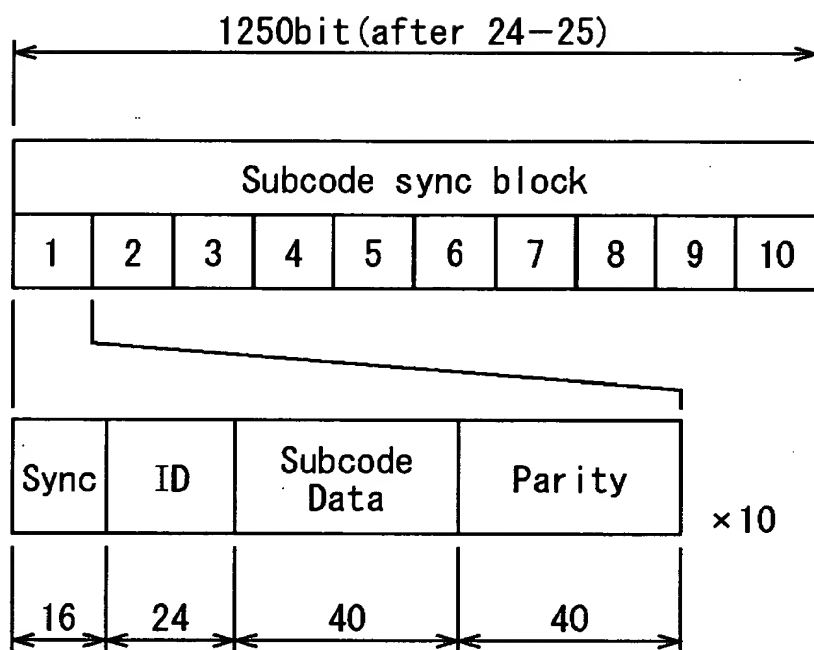 1250bit(after 24-25)
Subcode sync block
1 2 3 4 5 6 7 8 9 10
Sync ID Subcode Data Parity ×10
16 24 40 40